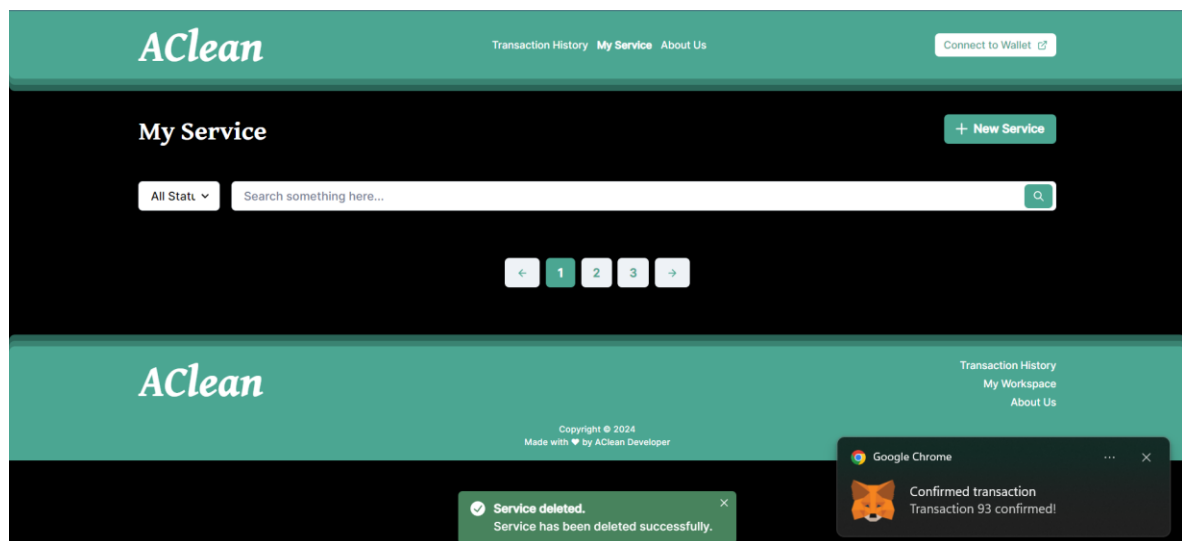 AClean
Transaction History My Service About Us
Connect to Wallet
My Service
+ New Service
All Statu
Search something here...
← 1 2 3 →
AClean
Transaction History
My Workspace
About Us
Copyright © 2024
Made with ♥ by AClean Developer
Google Chrome
Confirmed transaction
Transaction 93 confirmed!
Service deleted.
Service has been deleted successfully.